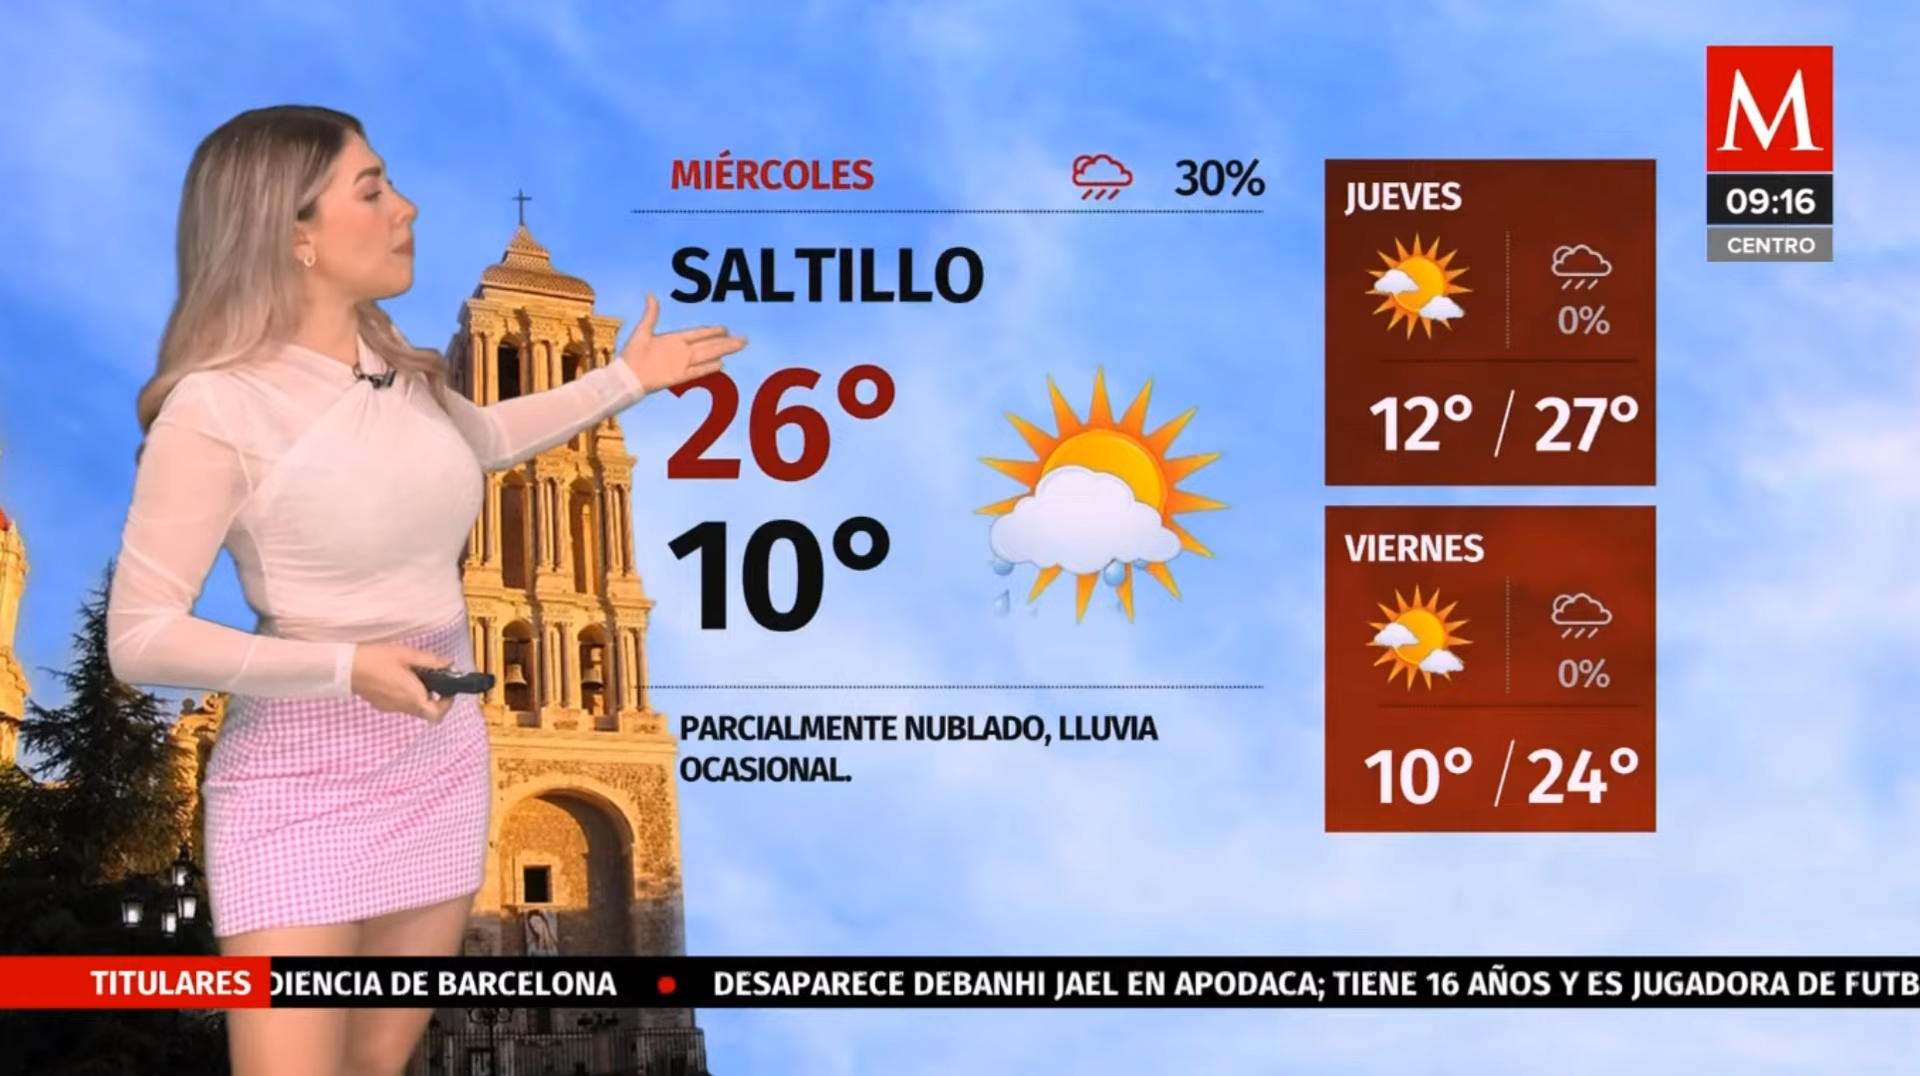 MIÉRCOLES
30%
SALTILLO
26°
10°
PARCIALMENTE NUBLADO, LLUVIA
OCASIONAL.
JUEVES
0%
12° / 27°
VIERNES
0%
10° / 24°
M
09:16
CENTRO
TITULARES
DIENCIA DE BARCELONA • DESAPARECE DEBANHI JAEL EN APODACA; TIENE 16 AÑOS Y ES JUGADORA DE FUTB